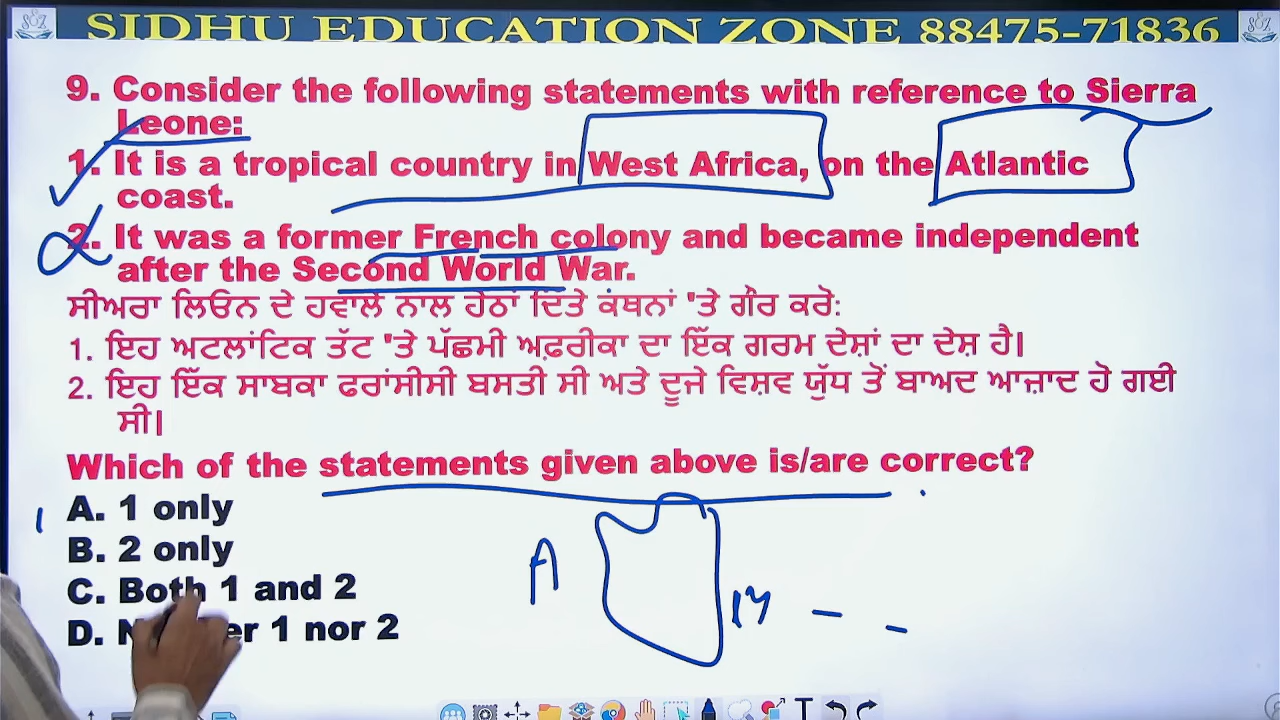 SIDHU EDUCATION ZONE 88475-71836
9. Consider the following statements with reference to Sierra
Leone:
1. It is a tropical country in West Africa, on the Atlantic
coast.
2. It was a former French colony and became independent
after the Second World War.
ਸੀਅਰਾ ਲਿਓਨ ਦੇ ਹਵਾਲੇ ਨਾਲ ਹੇਠਾਂ ਦਿੱਤੇ ਕਥਨਾਂ 'ਤੇ ਗੌਰ ਕਰੋ:
1. ਇਹ ਅਟਲਾਂਟਿਕ ਤੱਟ 'ਤੇ ਪੱਛਮੀ ਅਫ਼ਰੀਕਾ ਦਾ ਇੱਕ ਗਰਮ ਦੇਸ਼ਾਂ ਦਾ ਦੇਸ਼ ਹੈ।
2. ਇਹ ਇੱਕ ਸਾਬਕਾ ਫਰਾਂਸੀਸੀ ਬਸਤੀ ਸੀ ਅਤੇ ਦੂਜੇ ਵਿਸ਼ਵ ਯੁੱਧ ਤੋਂ ਬਾਅਦ ਆਜ਼ਾਦ ਹੋ ਗਈ
ਸੀ।
Which of the statements given above is/are correct?
A. 1 only
B. 2 only
C. Both 1 and 2
D. 1 nor 2
A